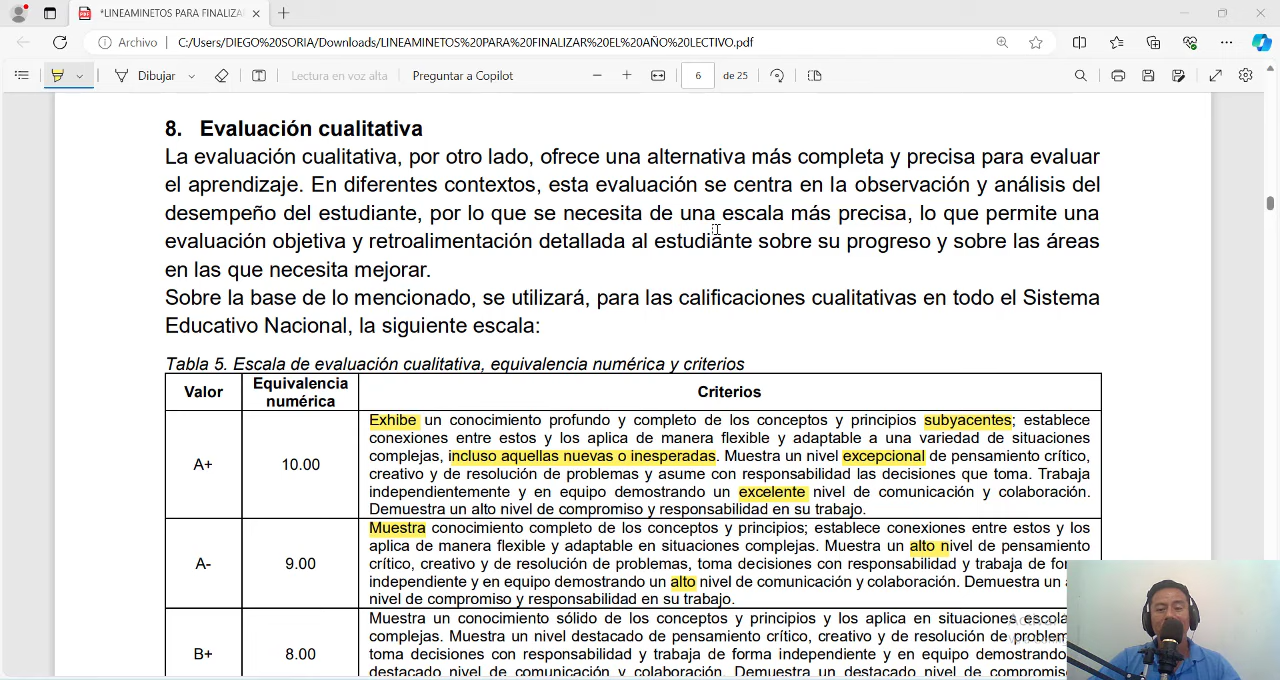 *LINEAMINETOS PARA FINALIZA
Archivo
C:/Users/DIEGO%20SORIA/Downloads/LINEAMINETOS%20PARA%20FINALIZAR%20EL%20AÑO%20LECTIVO.pdf
Dibujar
Lectura en voz alta
Preguntar a Copilot
6
de 25
8. Evaluación cualitativa
La evaluación cualitativa, por otro lado, ofrece una alternativa más completa y precisa para evaluar
el aprendizaje. En diferentes contextos, esta evaluación se centra en la observación y análisis del
desempeño del estudiante, por lo que se necesita de una escala más precisa, lo que permite una
evaluación objetiva y retroalimentación detallada al estudiante sobre su progreso y sobre las áreas
en las que necesita mejorar.
Sobre la base de lo mencionado, se utilizará, para las calificaciones cualitativas en todo el Sistema
Educativo Nacional, la siguiente escala:
Tabla 5. Escala de evaluación cualitativa, equivalencia numérica y criterios
Valor
Equivalencia
numérica
Criterios
A+
10.00
Exhibe un conocimiento profundo y completo de los conceptos y principios subyacentes; establece
conexiones entre estos y los aplica de manera flexible y adaptable a una variedad de situaciones
complejas, incluso aquellas nuevas o inesperadas. Muestra un nivel excepcional de pensamiento crítico,
creativo y de resolución de problemas y asume con responsabilidad las decisiones que toma. Trabaja
independientemente y en equipo demostrando un excelente nivel de comunicación y colaboración.
Demuestra un alto nivel de compromiso y responsabilidad en su trabajo.
A-
9.00
Muestra conocimiento completo de los conceptos y principios; establece conexiones entre estos y los
aplica de manera flexible y adaptable en situaciones complejas. Muestra un alto nivel de pensamiento
crítico, creativo y de resolución de problemas, toma decisiones con responsabilidad y trabaja de
independiente y en equipo demostrando un alto nivel de comunicación y colaboración. Demuestra un
nivel de compromiso y responsabilidad en su trabajo.
B+
8.00
Muestra un conocimiento sólido de los conceptos y principios y los aplica en situaciones
complejas. Muestra un nivel destacado de pensamiento crítico, creativo y de resolución de
toma decisiones con responsabilidad y trabaja de forma independiente y en equipo demostrando
destacado nivel de comunicación y colaboración. Demuestra un destacado nivel de